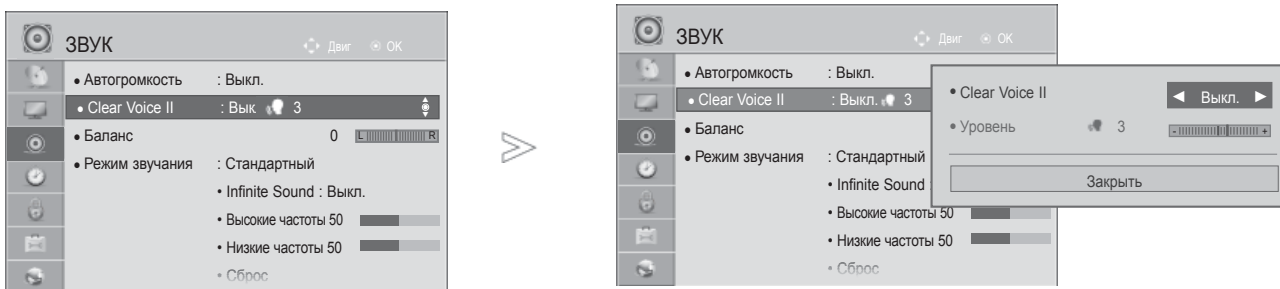 ЗВУК
Двиг OK
• Автогромкость : Выкл.
• Clear Voice II : Вык 3
• Баланс 0 L R
• Режим звучания : Стандартный
• Infinite Sound : Выкл.
• Высокие частоты 50
• Низкие частоты 50
• Сброс
ЗВУК
Двиг OK
• Автогромкость : Выкл.
• Clear Voice II : Выкл. 3
• Баланс
• Режим звучания : Стандартный
• Infinite Sound :
• Высокие частоты 50
• Низкие частоты 50
• Сброс
• Clear Voice II ◄ Выкл. ►
• Уровень 3 - +
Закрыть